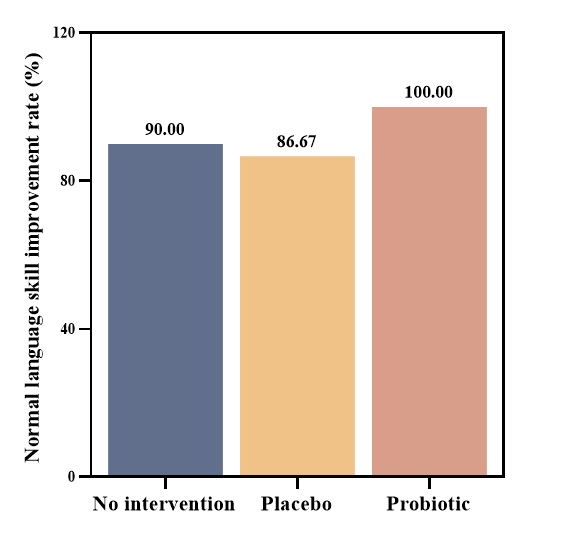 Normal language skill improvement rate (%)
120
80
40
0
90.00
86.67
100.00
No intervention
Placebo
Probiotic